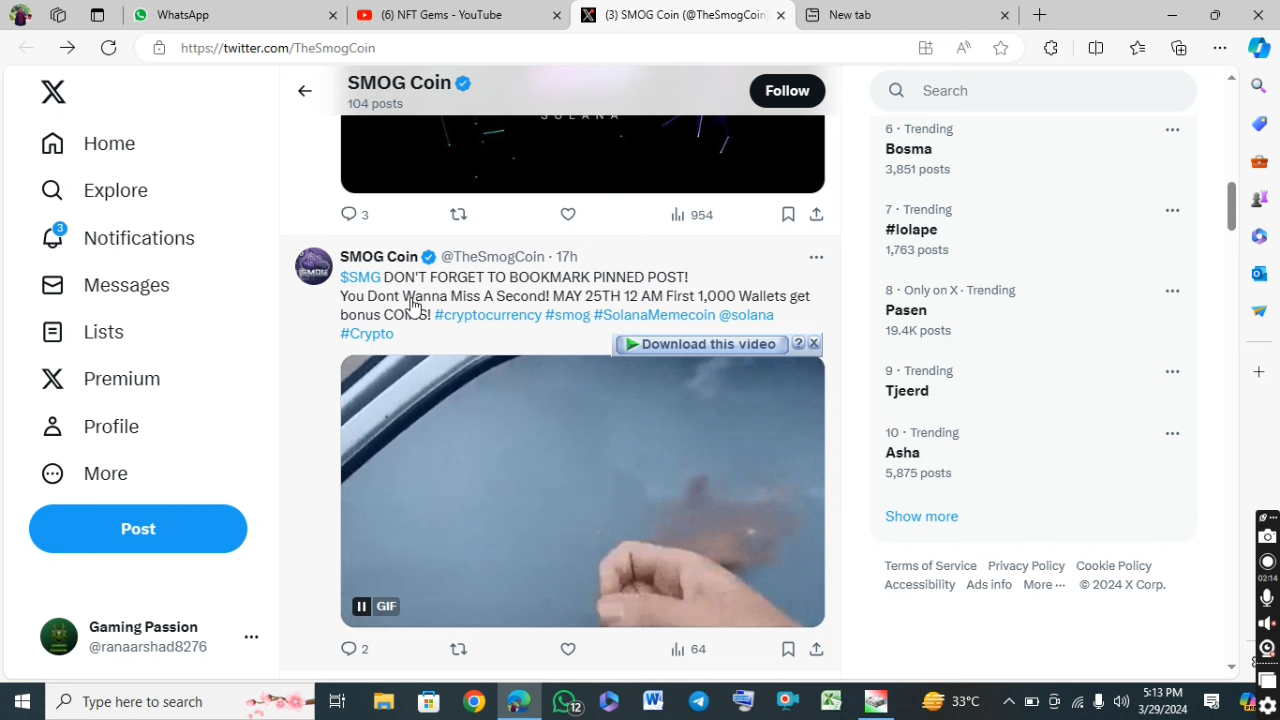 WhatsApp
(6) NFT Gems - YouTube
(3) SMOG Coin (@TheSmogCoin)
New tab
https://twitter.com/TheSmogCoin
SMOG Coin
104 posts
Follow
Search
SOLANA
3
954
Home
Explore
3
Notifications
Messages
Lists
Premium
Profile
More
Post
Gaming Passion
@ranaarshad8276
SMOG Coin @TheSmogCoin · 17h
$SMG DON'T FORGET TO BOOKMARK PINNED POST!
You Dont Wanna Miss A Second! MAY 25TH 12 AM First 1,000 Wallets get
bonus #cryptocurrency #smog #SolanaMemecoin @solana
#Crypto
Download this video
GIF
2
64
6 · Trending
Bosma
3,851 posts
7 · Trending
#lolape
1,763 posts
8 · Only on X · Trending
Pasen
19.4K posts
9 · Trending
Tjeerd
10 · Trending
Asha
5,875 posts
Show more
Terms of Service Privacy Policy Cookie Policy
Accessibility Ads info More ··· © 2024 X Corp.
02:14
Type here to search
12
33°C
5:13 PM
3/29/2024